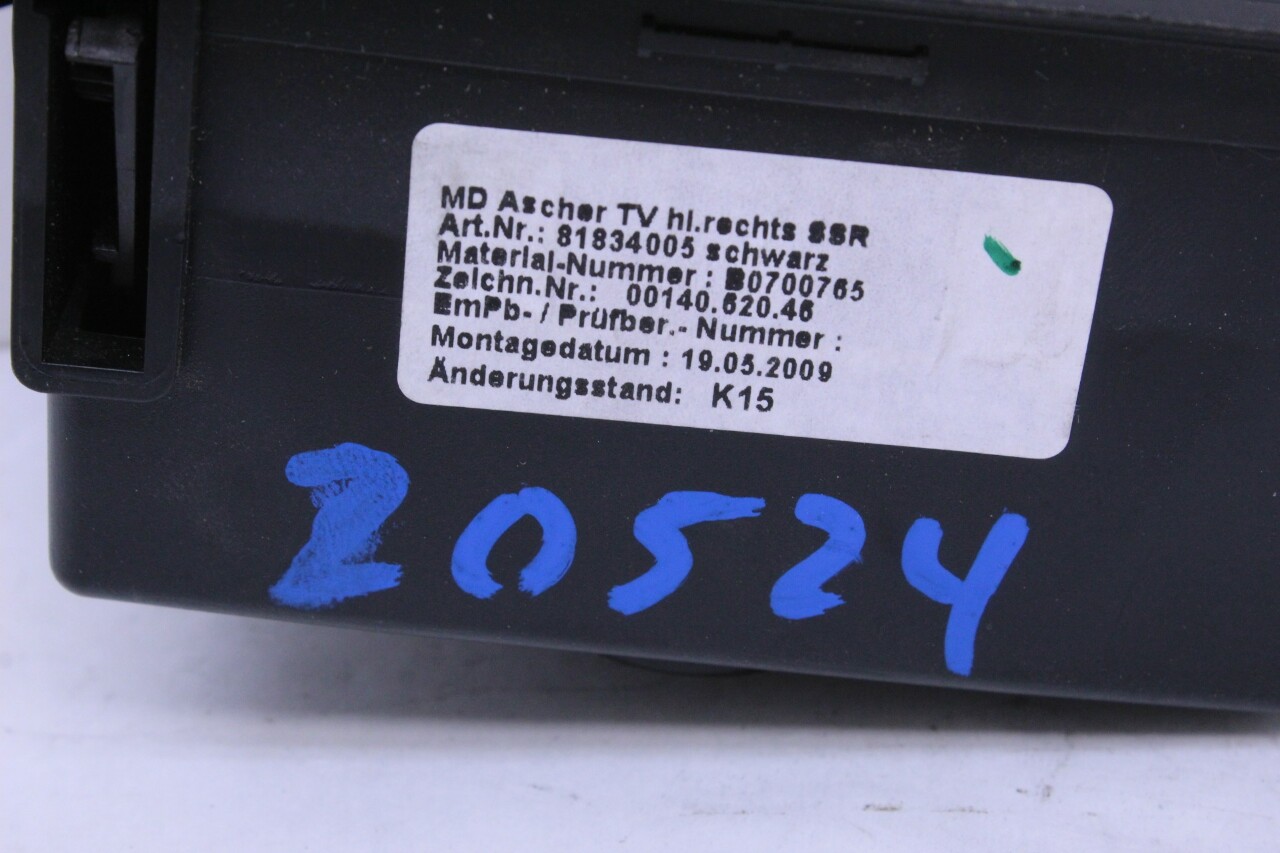 MD Ascher TV hl.rechts SSR
Art.Nr.: 81834005 schwarz
Material-Nummer : B0700765
Zeichn.Nr.: 00140.620.46
EmPb- / Prüfber.- Nummer :
Montagedatum : 19.05.2009
Änderungsstand: K15
20524